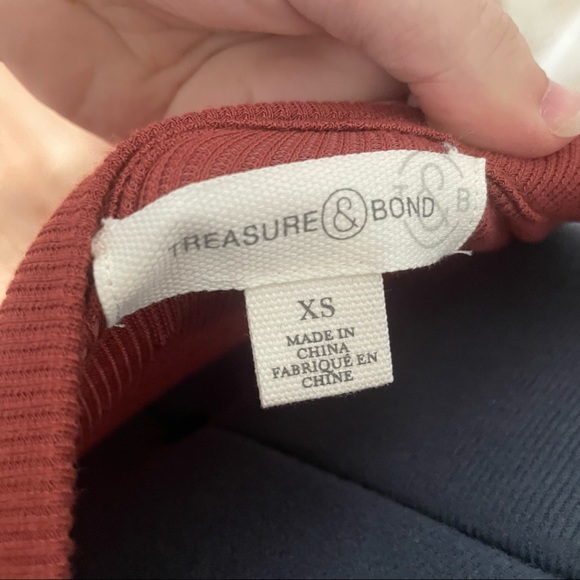 TREASURE & BOND
T & B
XS
MADE IN
CHINA
FABRIQUÉ EN
CHINE